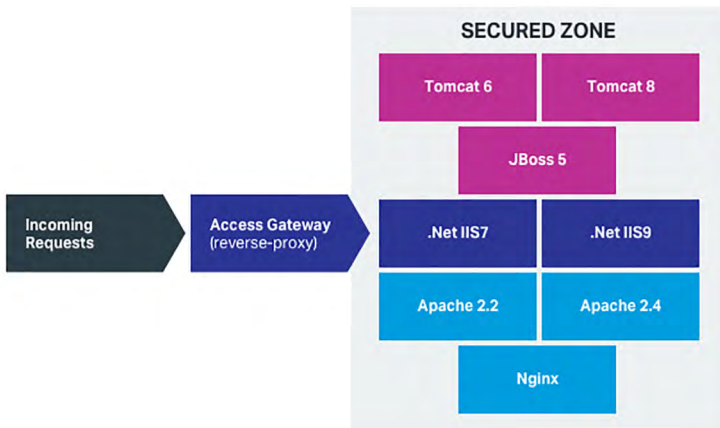 SECURED ZONE
Tomcat 6
Tomcat 8
JBoss 5
Incoming
Requests
Access Gateway
(reverse-proxy)
.Net IIS7
.Net IIS9
Apache 2.2
Apache 2.4
Nginx